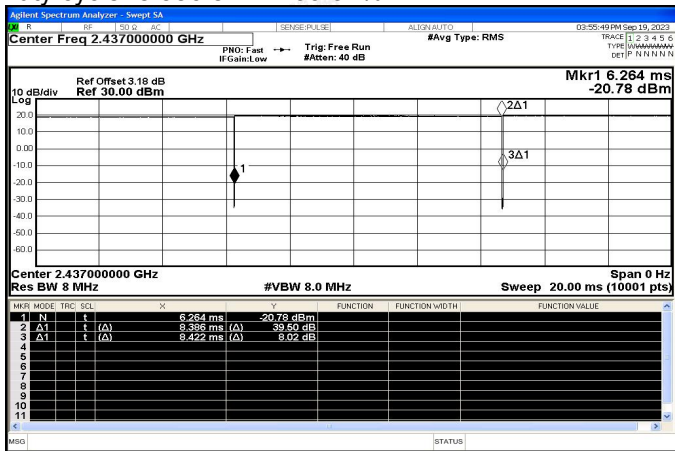 Agilent Spectrum Analyzer - Swept SA
R RF 50 Ω AC SENSE:PULSE ALIGN AUTO 03:55:49 PM Sep 19, 2023
Center Freq 2.437000000 GHz #Avg Type: RMS TRACE 1 2 3 4 5 6
PNO: Fast Trig: Free Run TYPE
IFGain:Low #Atten: 40 dB DET P N N N N N
Mkr1 6.264 ms
Ref Offset 3.18 dB
10 dB/div Ref 30.00 dBm -20.78 dBm
Log
20.0
10.0
0.00
-10.0
-20.0
-30.0
-40.0
-50.0
-60.0
2Δ1
3Δ1
1
Center 2.437000000 GHz Span 0 Hz
Res BW 8 MHz #VBW 8.0 MHz Sweep 20.00 ms (10001 pts)
MKR MODE TRC SCL X Y FUNCTION FUNCTION WIDTH FUNCTION VALUE
1 N t 6.264 ms -20.78 dBm
2 Δ1 t (Δ) 8.386 ms (Δ) 39.50 dB
3 Δ1 t (Δ) 8.422 ms (Δ) 8.02 dB
4
5
6
7
8
9
10
11
MSG STATUS